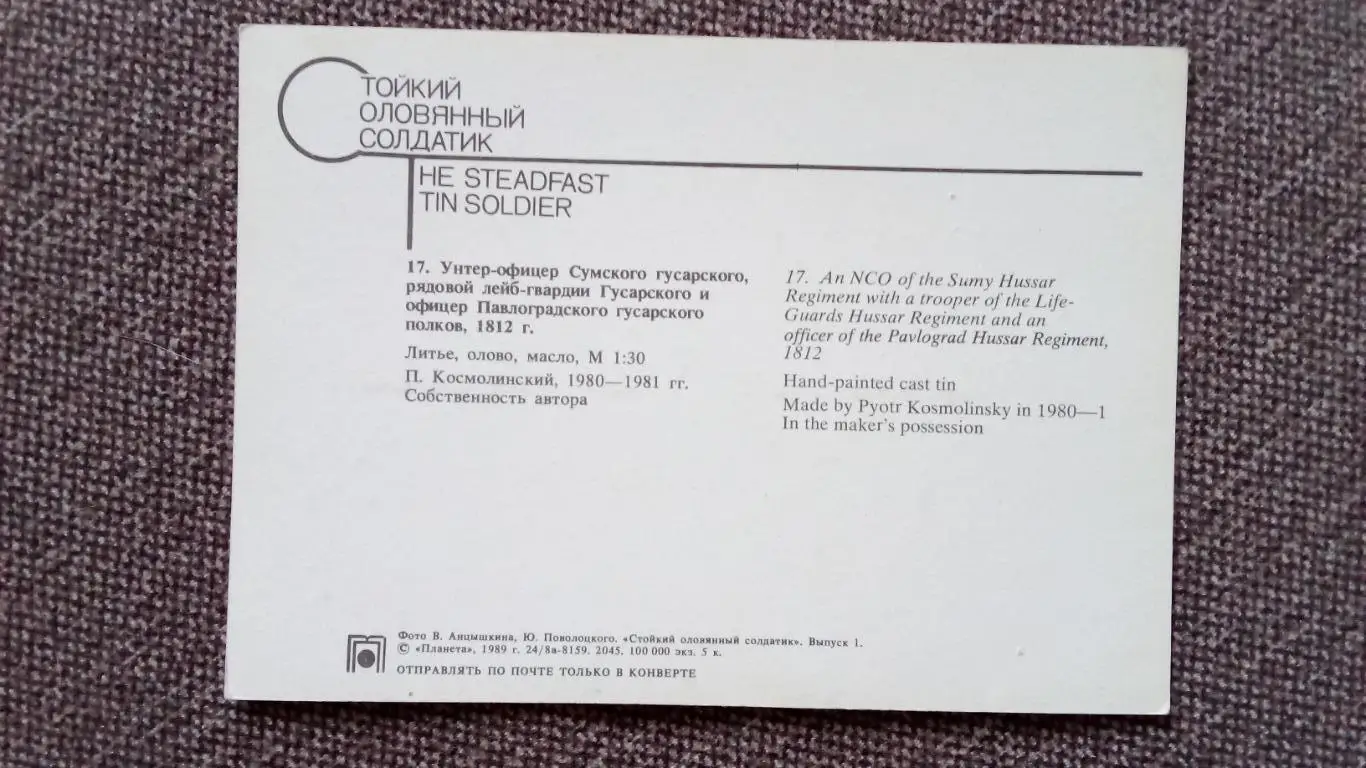 СТОЙКИЙ
ОЛОВЯННЫЙ
СОЛДАТИК
THE STEADFAST
TIN SOLDIER
17. Унтер-офицер Сумского гусарского,
рядовой лейб-гвардии Гусарского и
офицер Павлоградского гусарского
полков, 1812 г.
Литье, олово, масло, М 1:30
П. Космолинский, 1980—1981 гг.
Собственность автора
17. An NCO of the Sumy Hussar
Regiment with a trooper of the Life-
Guards Hussar Regiment and an
officer of the Pavlograd Hussar Regiment,
1812
Hand-painted cast tin
Made by Pyotr Kosmolinsky in 1980—1
In the maker's possession
Фото В. Анцышкина, Ю. Поволоцкого. «Стойкий оловянный солдатик». Выпуск 1.
© «Планета», 1989 г. 24/8а-8159. 2045. 100 000 экз. 5 к.
ОТПРАВЛЯТЬ ПО ПОЧТЕ ТОЛЬКО В КОНВЕРТЕ